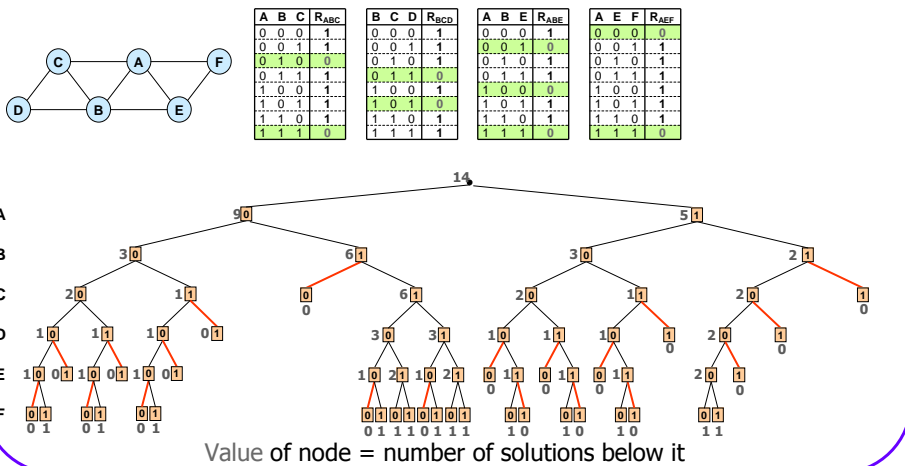 A B C R_ABC
0 0 0 1
0 0 1 1
0 1 0 0
0 1 1 1
1 0 0 1
1 0 1 1
1 1 0 1
1 1 1 0
B C D R_BCD
0 0 0 1
0 0 1 1
0 1 0 1
0 1 1 0
1 0 0 1
1 0 1 0
1 1 0 1
1 1 1 1
A B E R_ABE
0 0 0 1
0 0 1 0
0 1 0 1
0 1 1 1
1 0 0 0
1 0 1 1
1 1 0 1
1 1 1 0
A E F R_AEF
0 0 0 0
0 0 1 1
0 1 0 1
0 1 1 1
1 0 0 1
1 0 1 1
1 1 0 1
1 1 1 0
C A F
D B E
14
A 9 0 5 1
B 3 0 6 1 3 0 2 1
C 2 0 1 1 0 6 1 2 0 1 1 2 0 1
0 0
D 1 0 1 1 1 0 0 1 3 0 3 1 1 0 1 1 1 0 1 2 0 1
0 0
E 1 0 0 1 1 0 0 1 1 0 0 1 1 0 2 1 1 0 2 1 0 1 1 0 1 1 0 1 1 2 0 1
0 0 0 0
F 0 1 0 1 0 1 0 1 0 1 0 1 0 1 0 1 0 1 0 1 0 1
0 1 0 1 0 1 0 1 1 1 0 1 1 1 1 0 1 0 1 0 1 1
Value of node = number of solutions below it